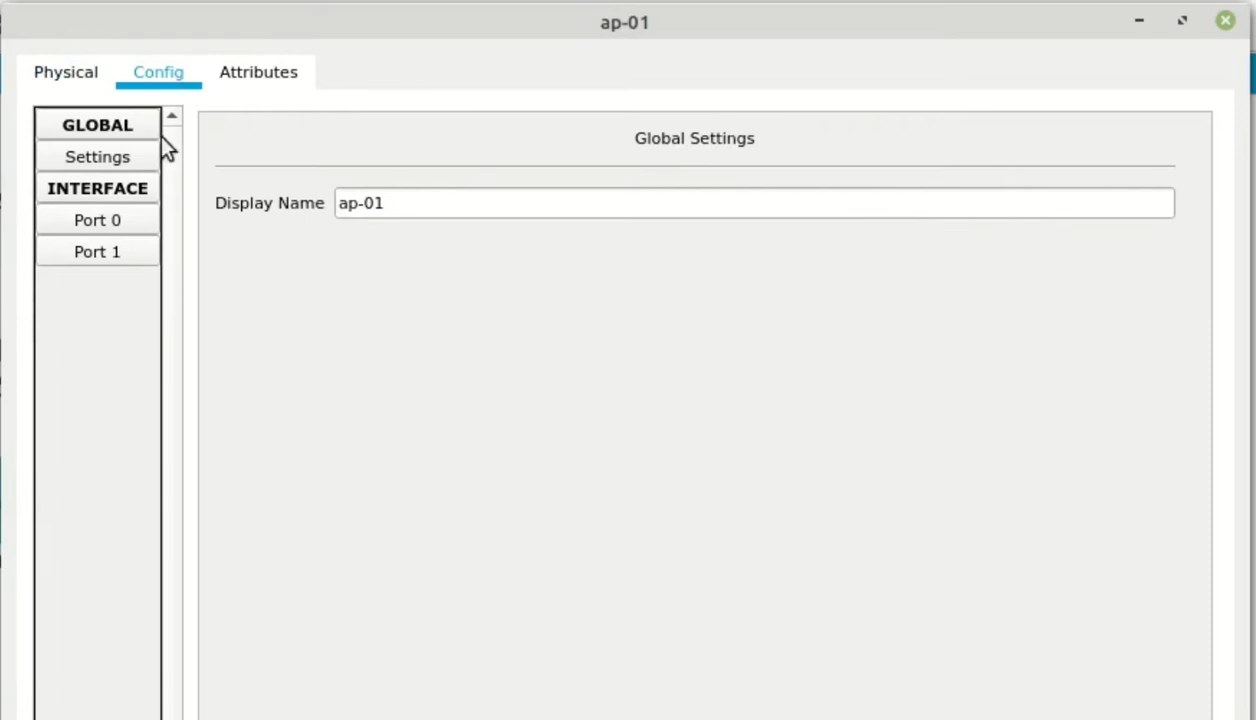 ap-01
Physical Config Attributes
GLOBAL
Settings
INTERFACE
Port 0
Port 1
Global Settings
Display Name ap-01